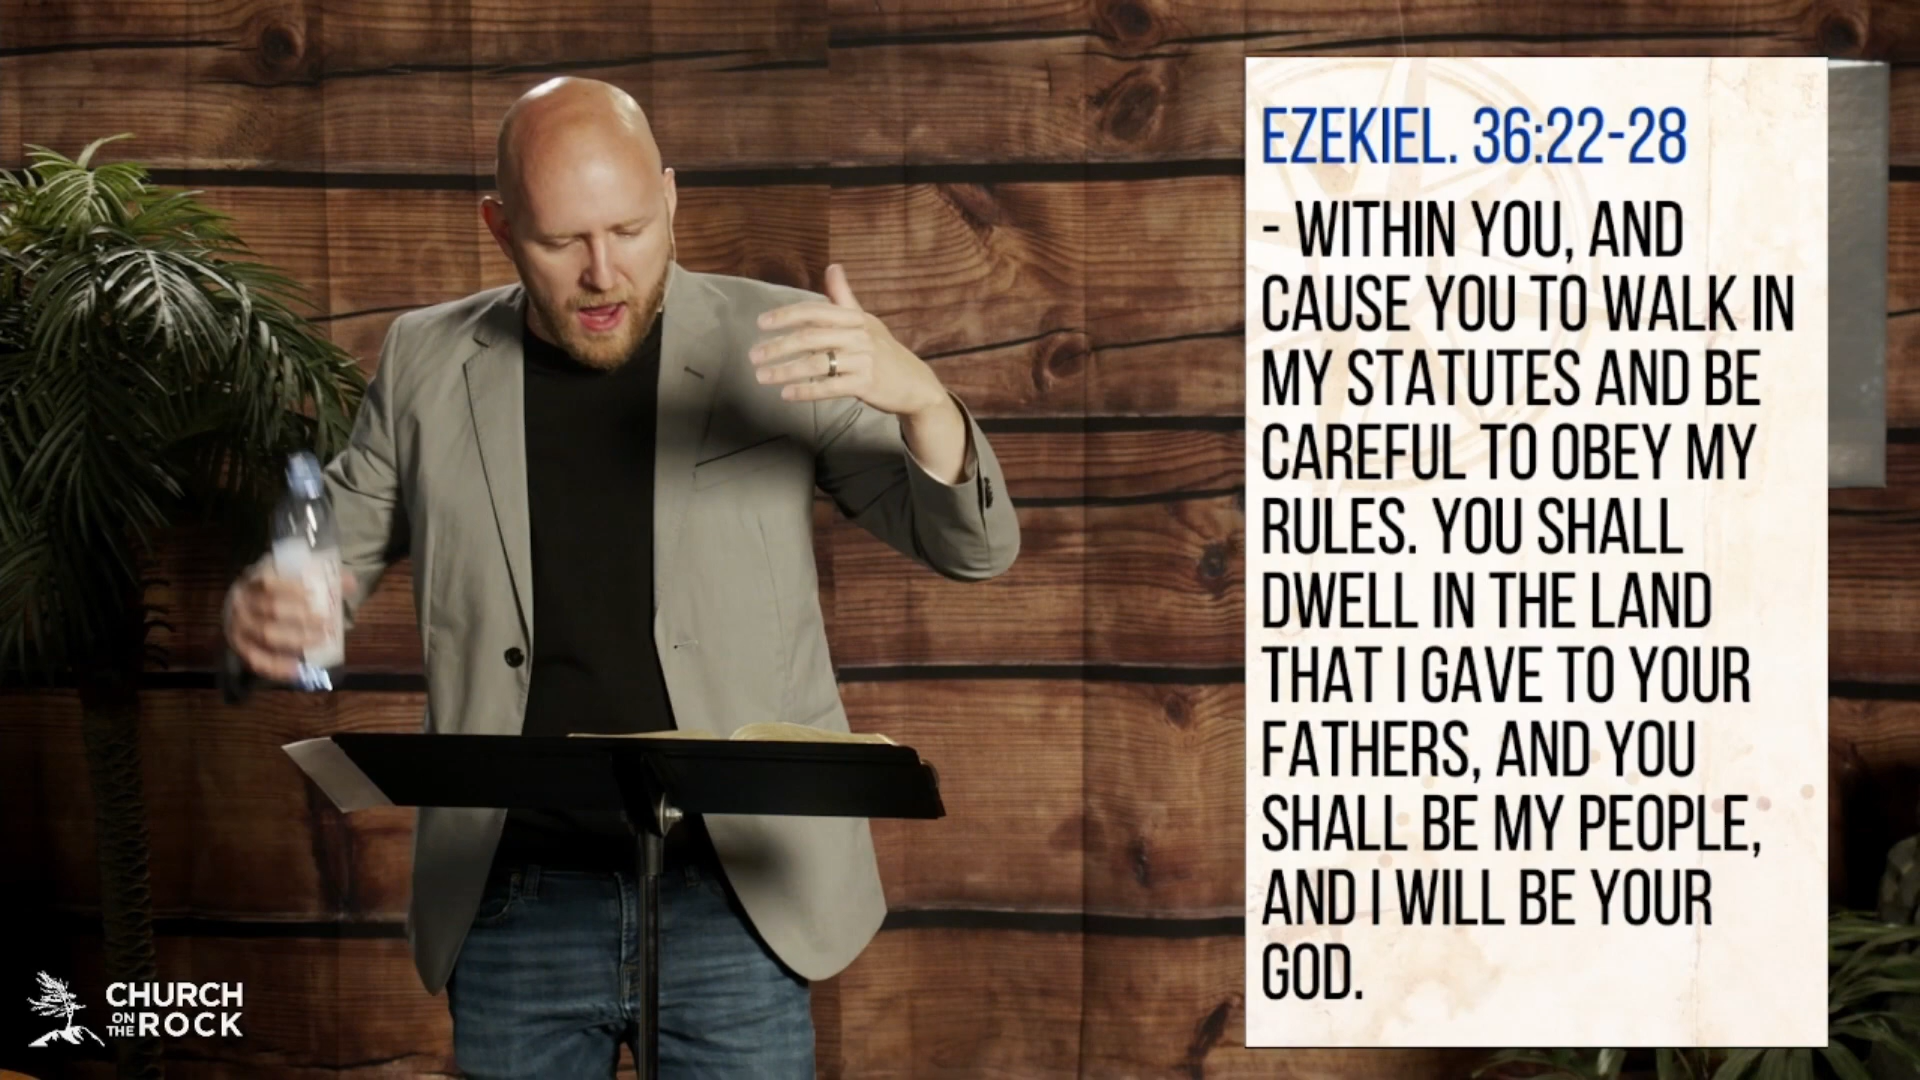 EZEKIEL. 36:22-28
- WITHIN YOU, AND
CAUSE YOU TO WALK IN
MY STATUTES AND BE
CAREFUL TO OBEY MY
RULES. YOU SHALL
DWELL IN THE LAND
THAT I GAVE TO YOUR
FATHERS, AND YOU
SHALL BE MY PEOPLE,
AND I WILL BE YOUR
GOD.
CHURCH
ON
THE ROCK